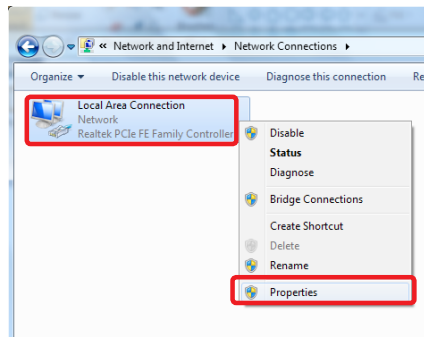 « Network and Internet ▸ Network Connections ▸
Organize ▾ Disable this network device Diagnose this connection Re
Local Area Connection
Network
Realtek PCIe FE Family Controller
Disable
Status
Diagnose
Bridge Connections
Create Shortcut
Delete
Rename
Properties